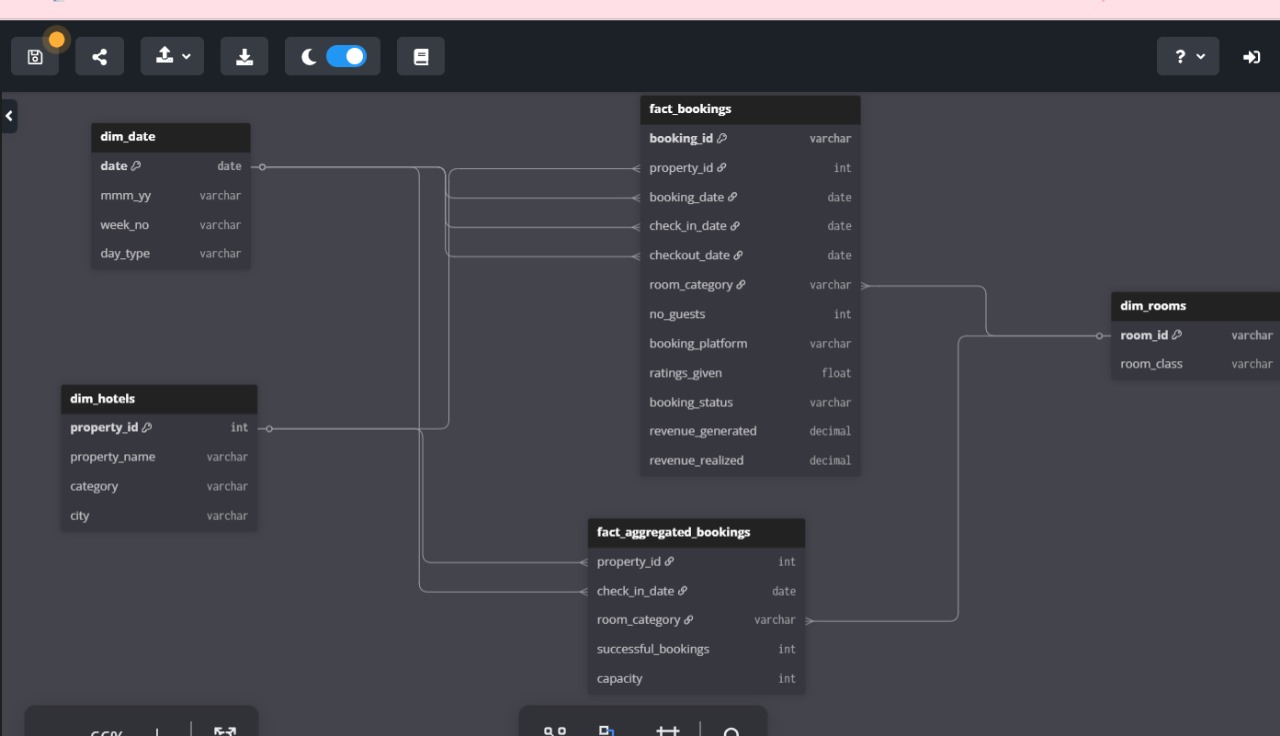 ?
dim_date
date date
mmm_yy varchar
week_no varchar
day_type varchar
fact_bookings
booking_id varchar
property_id int
booking_date date
check_in_date date
checkout_date date
room_category varchar
no_guests int
booking_platform varchar
ratings_given float
booking_status varchar
revenue_generated decimal
revenue_realized decimal
dim_rooms
room_id varchar
room_class varchar
dim_hotels
property_id int
property_name varchar
category varchar
city varchar
fact_aggregated_bookings
property_id int
check_in_date date
room_category varchar
successful_bookings int
capacity int